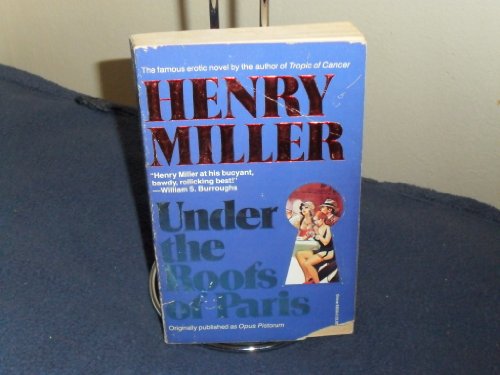 The famous erotic novel by the author of Tropic of Cancer
HENRY
MILLER
"Henry Miller at his buoyant,
bawdy, rollicking best!"
—William S. Burroughs
Under
the
Roofs
of Paris
Originally published as Opus Pistorum